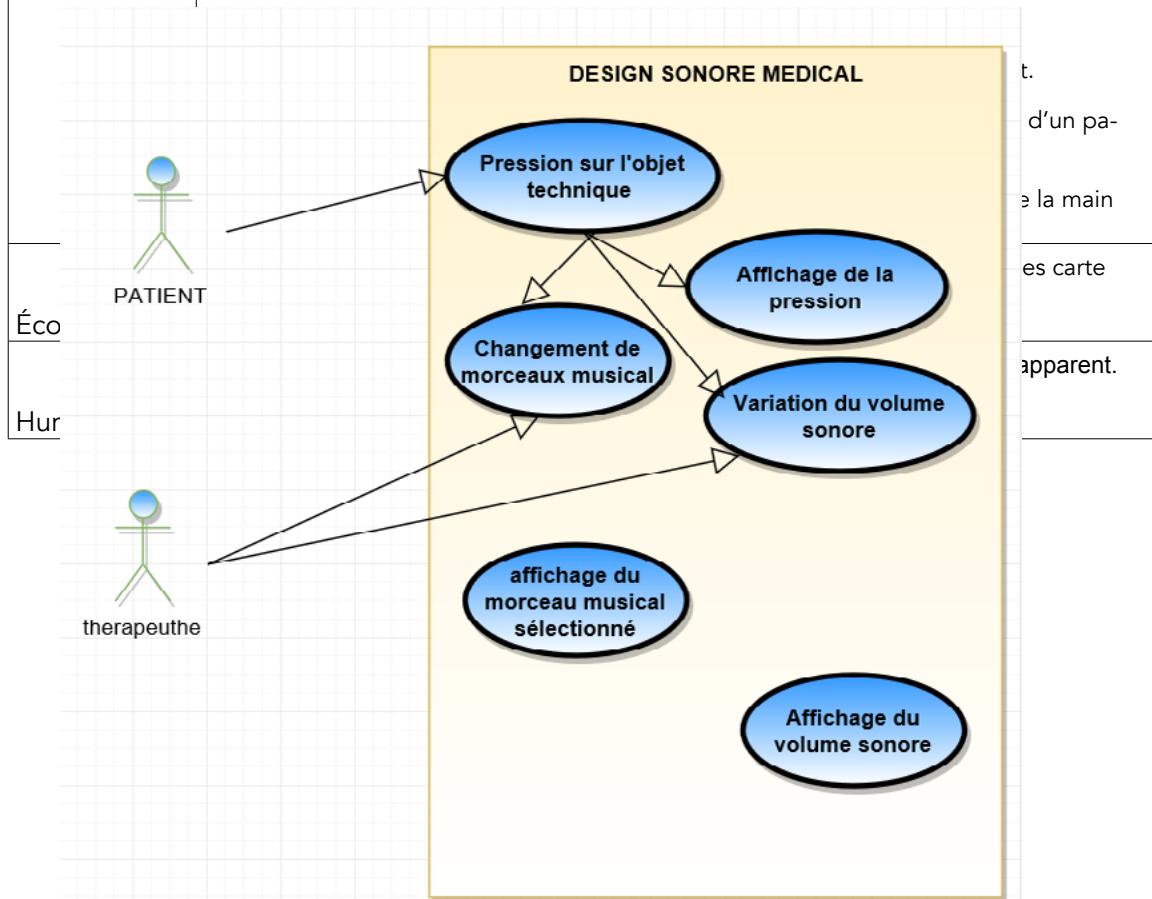 DESIGN SONORE MEDICAL
t.
d'un pa-
Pression sur l'objet
technique
e la main
PATIENT
Affichage de la
pression
es carte
Éco
Changement de
morceaux musical
apparent.
Hur
Variation du volume
sonore
therapeuthe
affichage du
morceau musical
sélectionné
Affichage du
volume sonore